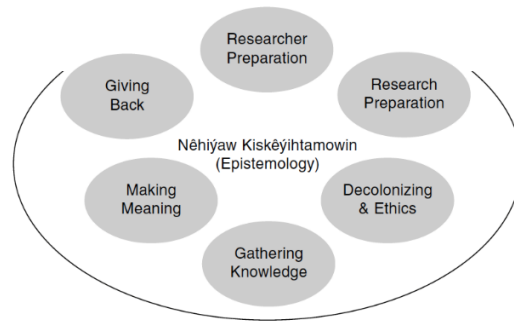 Researcher
Preparation
Giving
Back
Research
Preparation
Nêhiýaw Kiskêýihtamowin
(Epistemology)
Making
Meaning
Decolonizing
& Ethics
Gathering
Knowledge